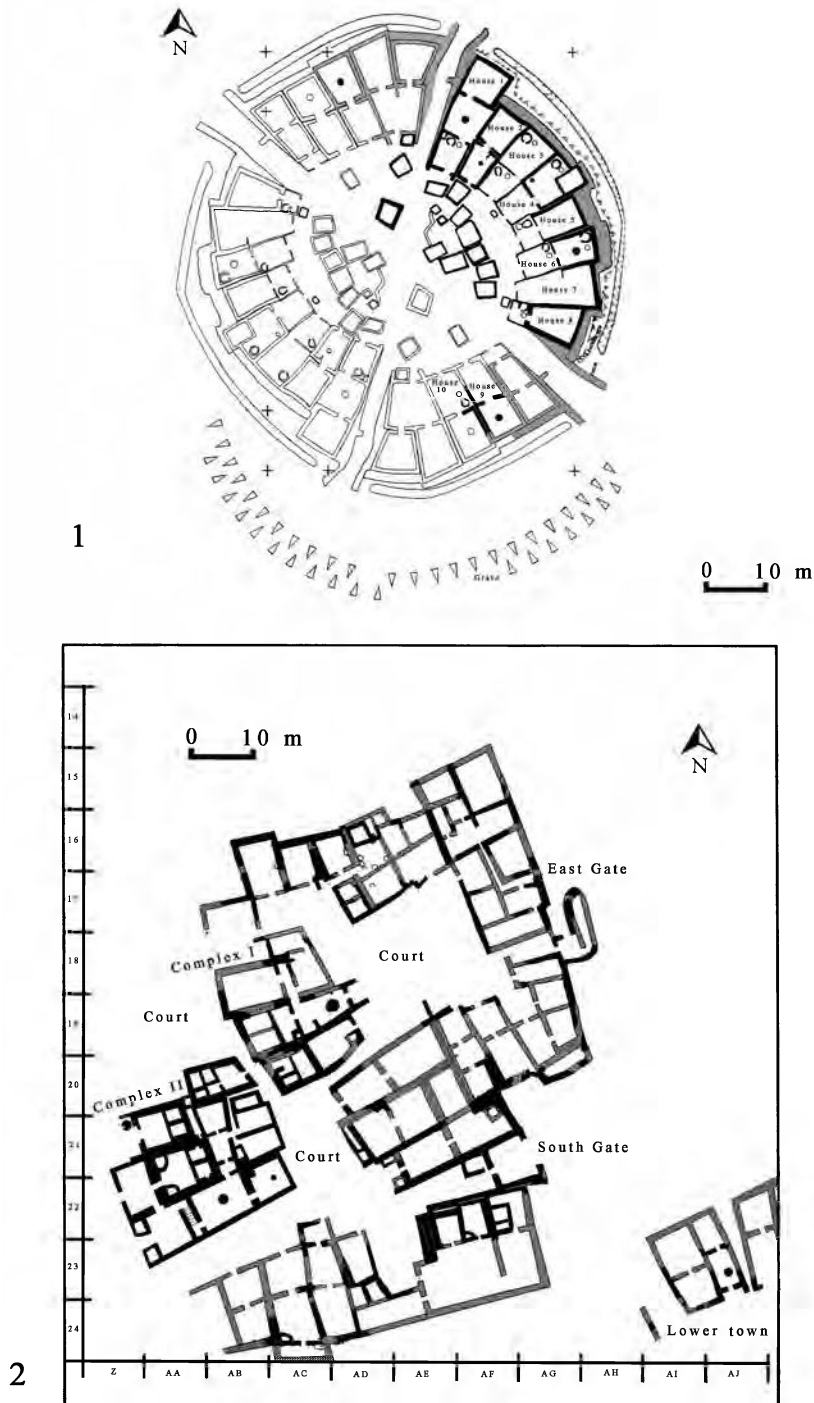 N
House 1
House 2
House 3
House 4
House 5
House 6
House 7
House 8
House 10
House 9
1
0 10 m
0 10 m
N
14
15
16
17
18
19
20
21
22
23
24
East Gate
Complex I
Court
Court
Complex II
Court
South Gate
Lower town
2
Z AA AB AC AD AE AF AG AH AI AJ